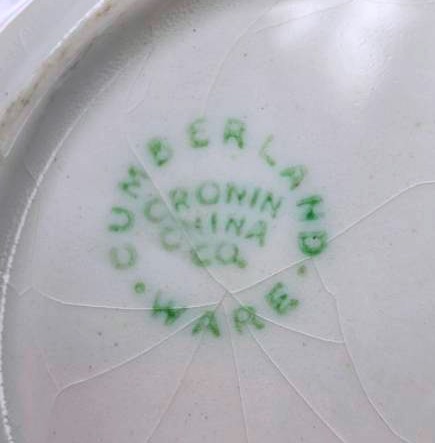 CUMBERLAND
CRONIN
CHINA
CO.
WARE